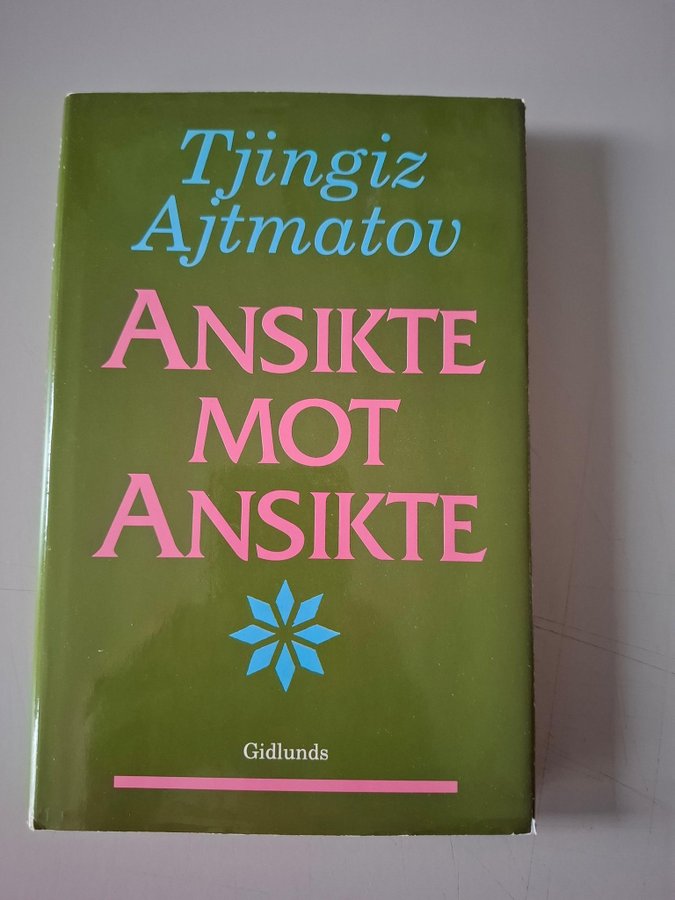 Tjingiz
Ajtmatov
ANSIKTE
MOT
ANSIKTE
Gidlunds